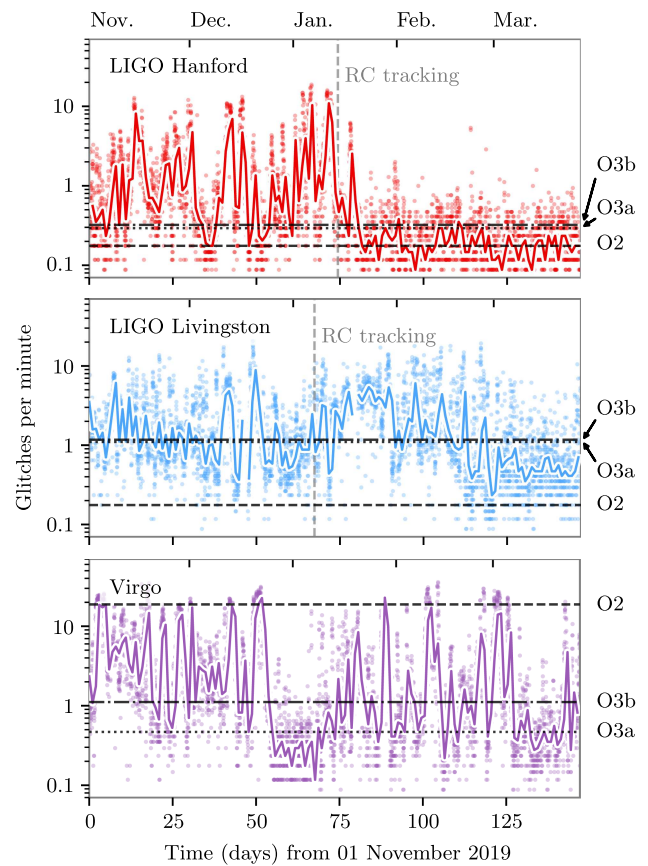 Nov. Dec. Jan. Feb. Mar.
LIGO Hanford
RC tracking
10
1
0.1
O3b
O3a
O2
LIGO Livingston
RC tracking
10
1
0.1
O3b
O3a
O2
Glitches per minute
Virgo
10
1
0.1
O2
O3b
O3a
0 25 50 75 100 125
Time (days) from 01 November 2019